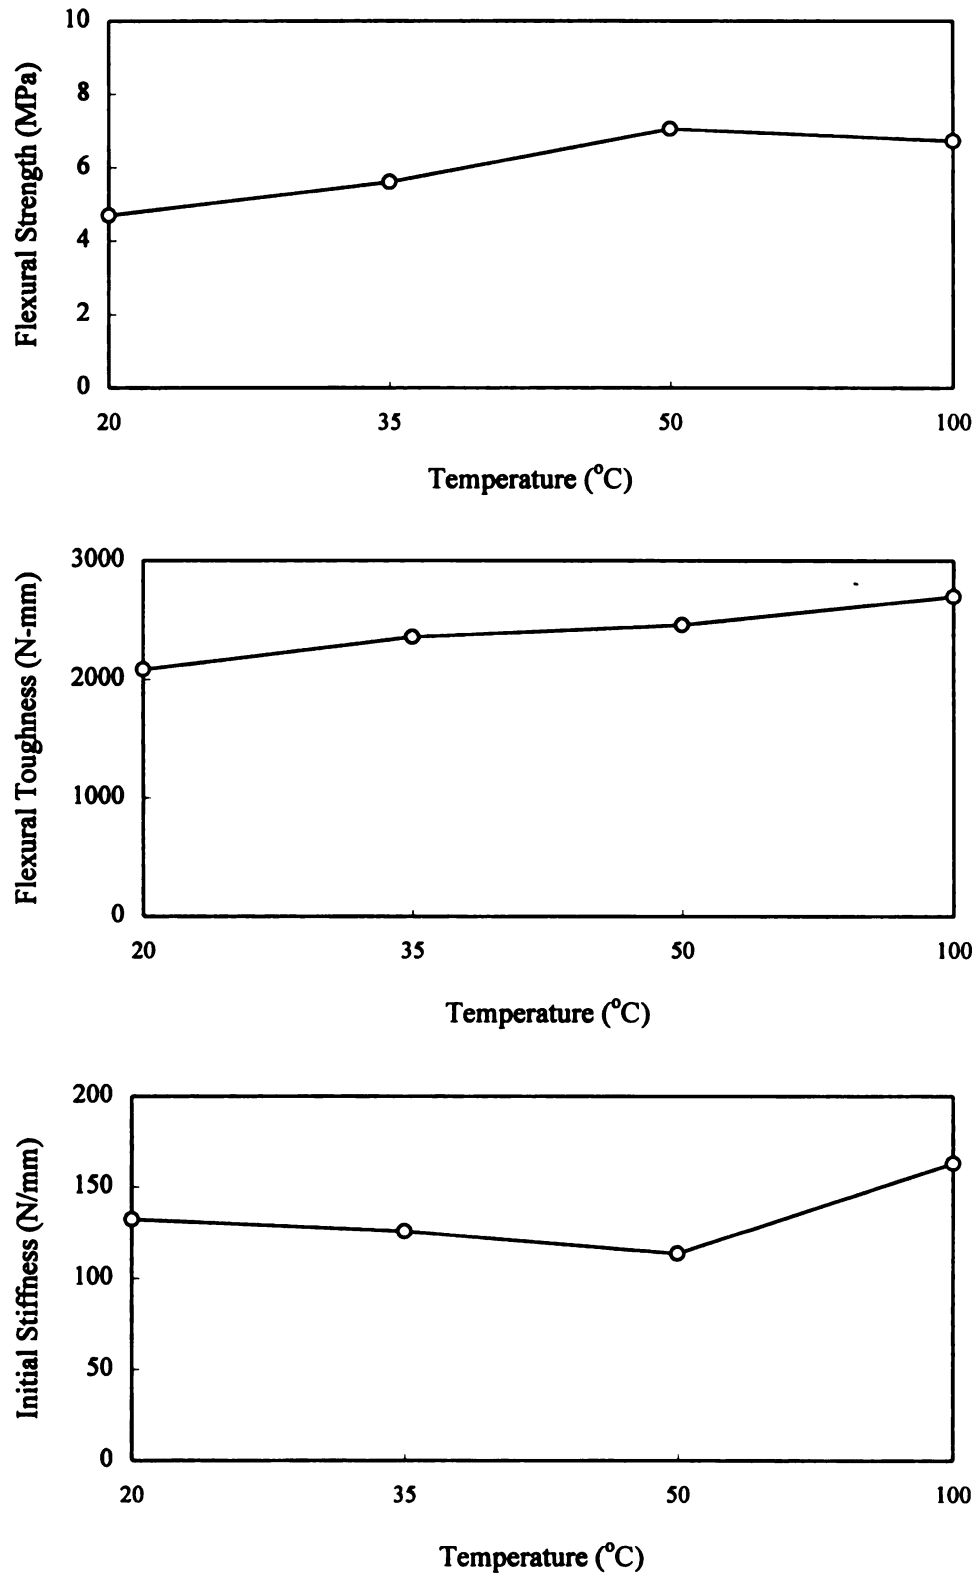 Flexural Strength (MPa)
10
8
6
4
2
0
20 35 50 100
Temperature (°C)
Flexural Toughness (N-mm)
3000
2000
1000
0
20 35 50 100
Temperature (°C)
Initial Stiffness (N/mm)
200
150
100
50
0
20 35 50 100
Temperature (°C)